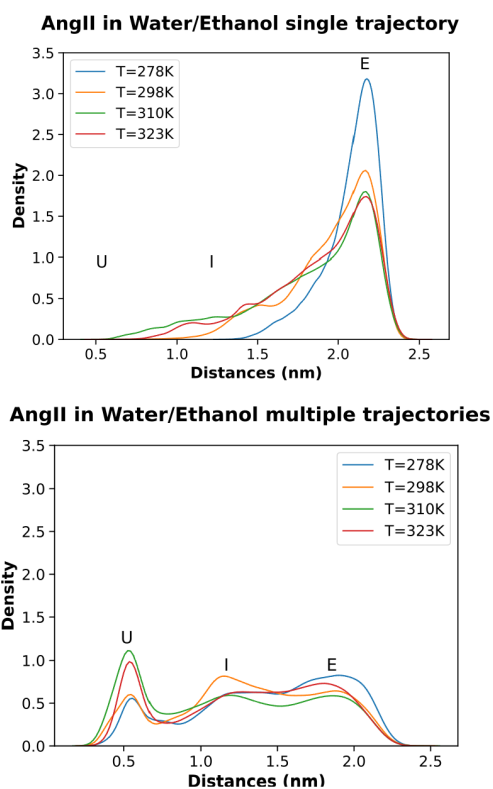 AngII in Water/Ethanol single trajectory
3.5
3.0
2.5
2.0
1.5
1.0
0.5
0.0
Density
T=278K
T=298K
T=310K
T=323K
E
U I
0.5 1.0 1.5 2.0 2.5
Distances (nm)
AngII in Water/Ethanol multiple trajectories
3.5
3.0
2.5
2.0
1.5
1.0
0.5
0.0
Density
T=278K
T=298K
T=310K
T=323K
U I E
0.5 1.0 1.5 2.0 2.5
Distances (nm)